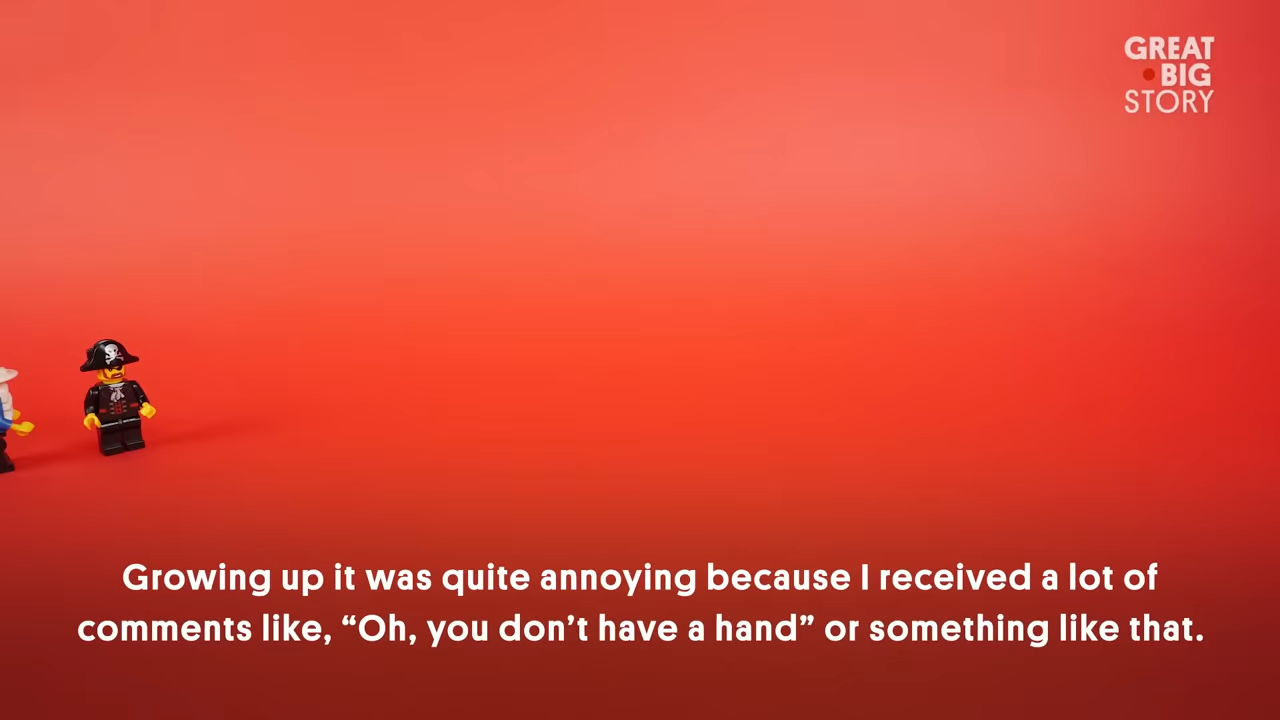 GREAT
BIG
STORY
Growing up it was quite annoying because I received a lot of
comments like, “Oh, you don’t have a hand” or something like that.